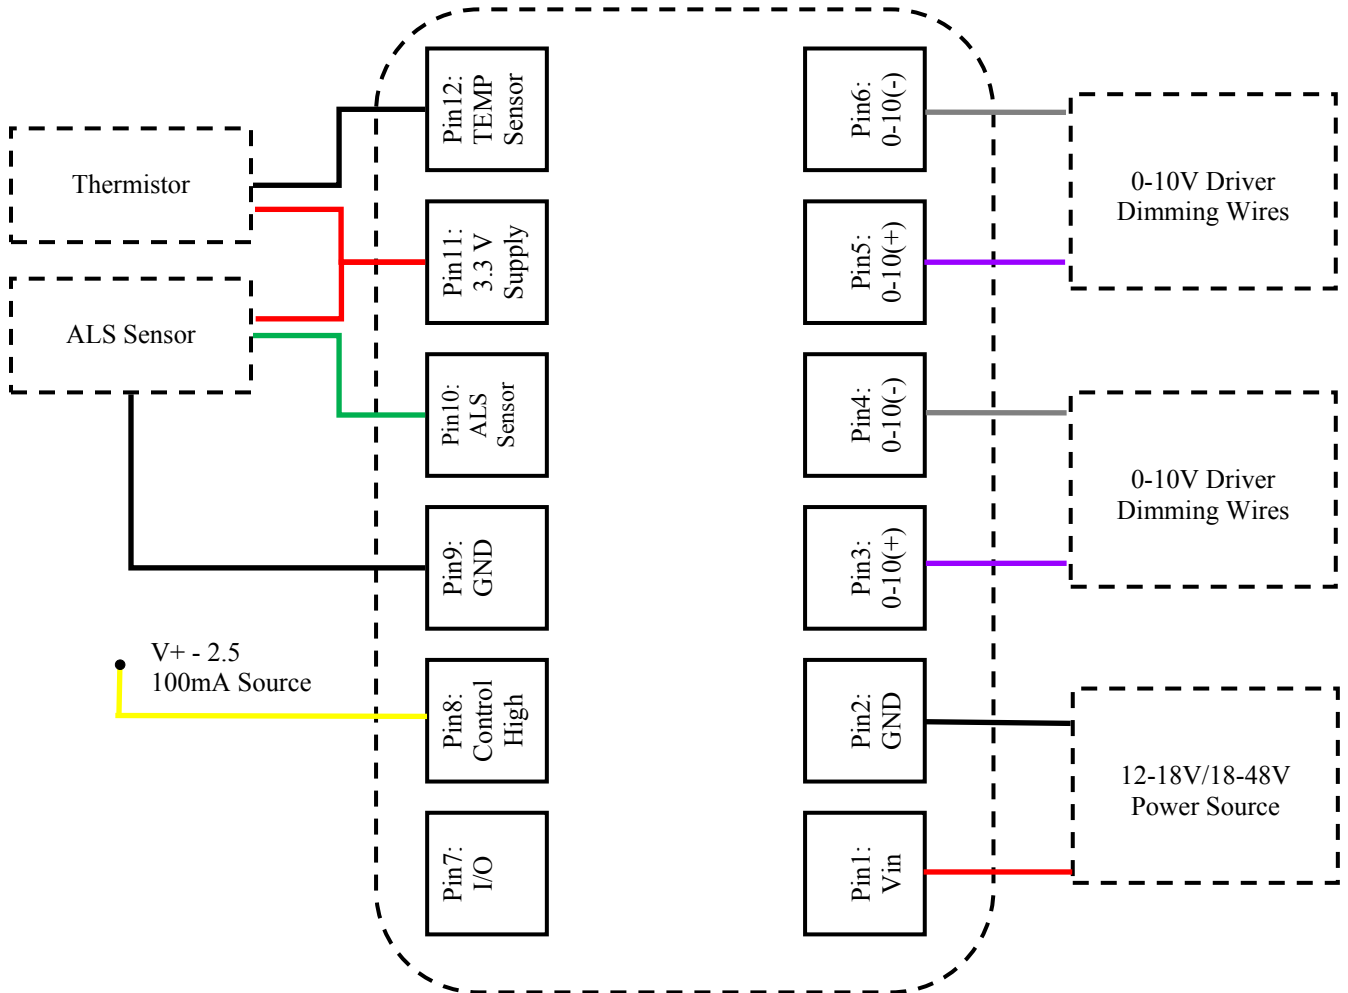 Pin12:
TEMP
Sensor
Pin6:
0-10(-)
Thermistor
0-10V Driver
Dimming Wires
Pin11:
3.3 V
Supply
Pin5:
0-10(+)
ALS Sensor
Pin10:
ALS
Sensor
Pin4:
0-10(-)
0-10V Driver
Dimming Wires
Pin9:
GND
Pin3:
0-10(+)
V+ - 2.5
100mA Source
Pin8:
Control
High
Pin2:
GND
12-18V/18-48V
Power Source
Pin7:
I/O
Pin1:
Vin